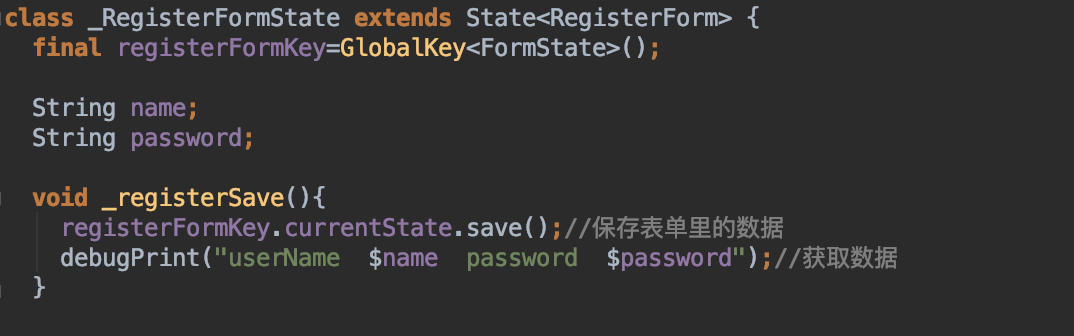 class _RegisterFormState extends State<RegisterForm> {
final registerFormKey=GlobalKey<FormState>();
String name;
String password;
void _registerSave(){
registerFormKey.currentState.save();//保存表单里的数据
debugPrint("userName  $name  password  $password");//获取数据
}